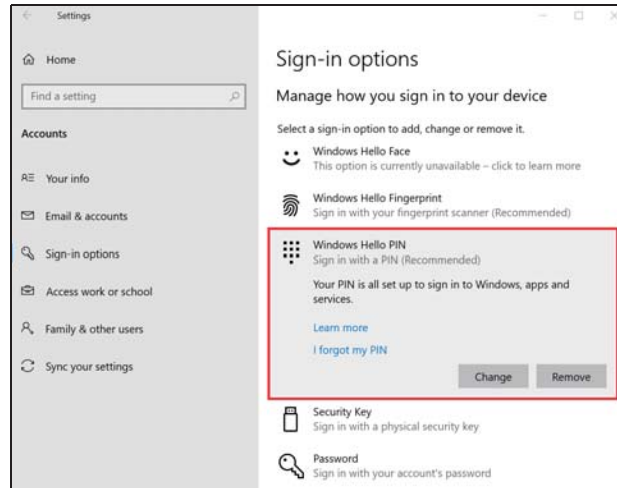 Settings
Home
Find a setting
Accounts
Your info
Email & accounts
Sign-in options
Access work or school
Family & other users
Sync your settings
Sign-in options
Manage how you sign in to your device
Select a sign-in option to add, change or remove it.
Windows Hello Face
This option is currently unavailable – click to learn more
Windows Hello Fingerprint
Sign in with your fingerprint scanner (Recommended)
Windows Hello PIN
Sign in with a PIN (Recommended)
Your PIN is all set up to sign in to Windows, apps and
services.
Learn more
I forgot my PIN
Change Remove
Security Key
Sign in with a physical security key
Password
Sign in with your account's password